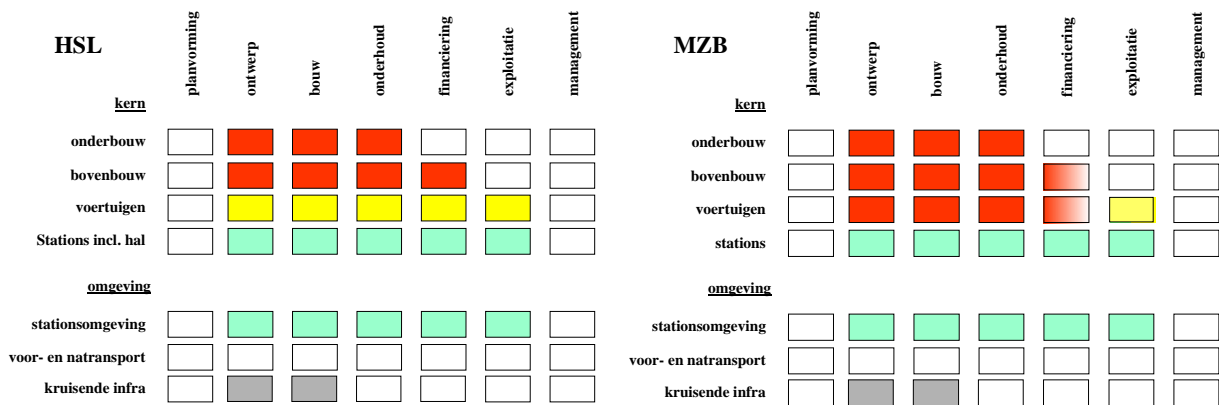 HSL
planvorming
ontwerp
bouw
onderhoud
financiering
exploitatie
management
kern
onderbouw
bovenbouw
voertuigen
Stations incl. hal
omgeving
stationsomgeving
voor- en natransport
kruisende infra
MZB
planvorming
ontwerp
bouw
onderhoud
financiering
exploitatie
management
kern
onderbouw
bovenbouw
voertuigen
stations
omgeving
stationsomgeving
voor- en natransport
kruisende infra